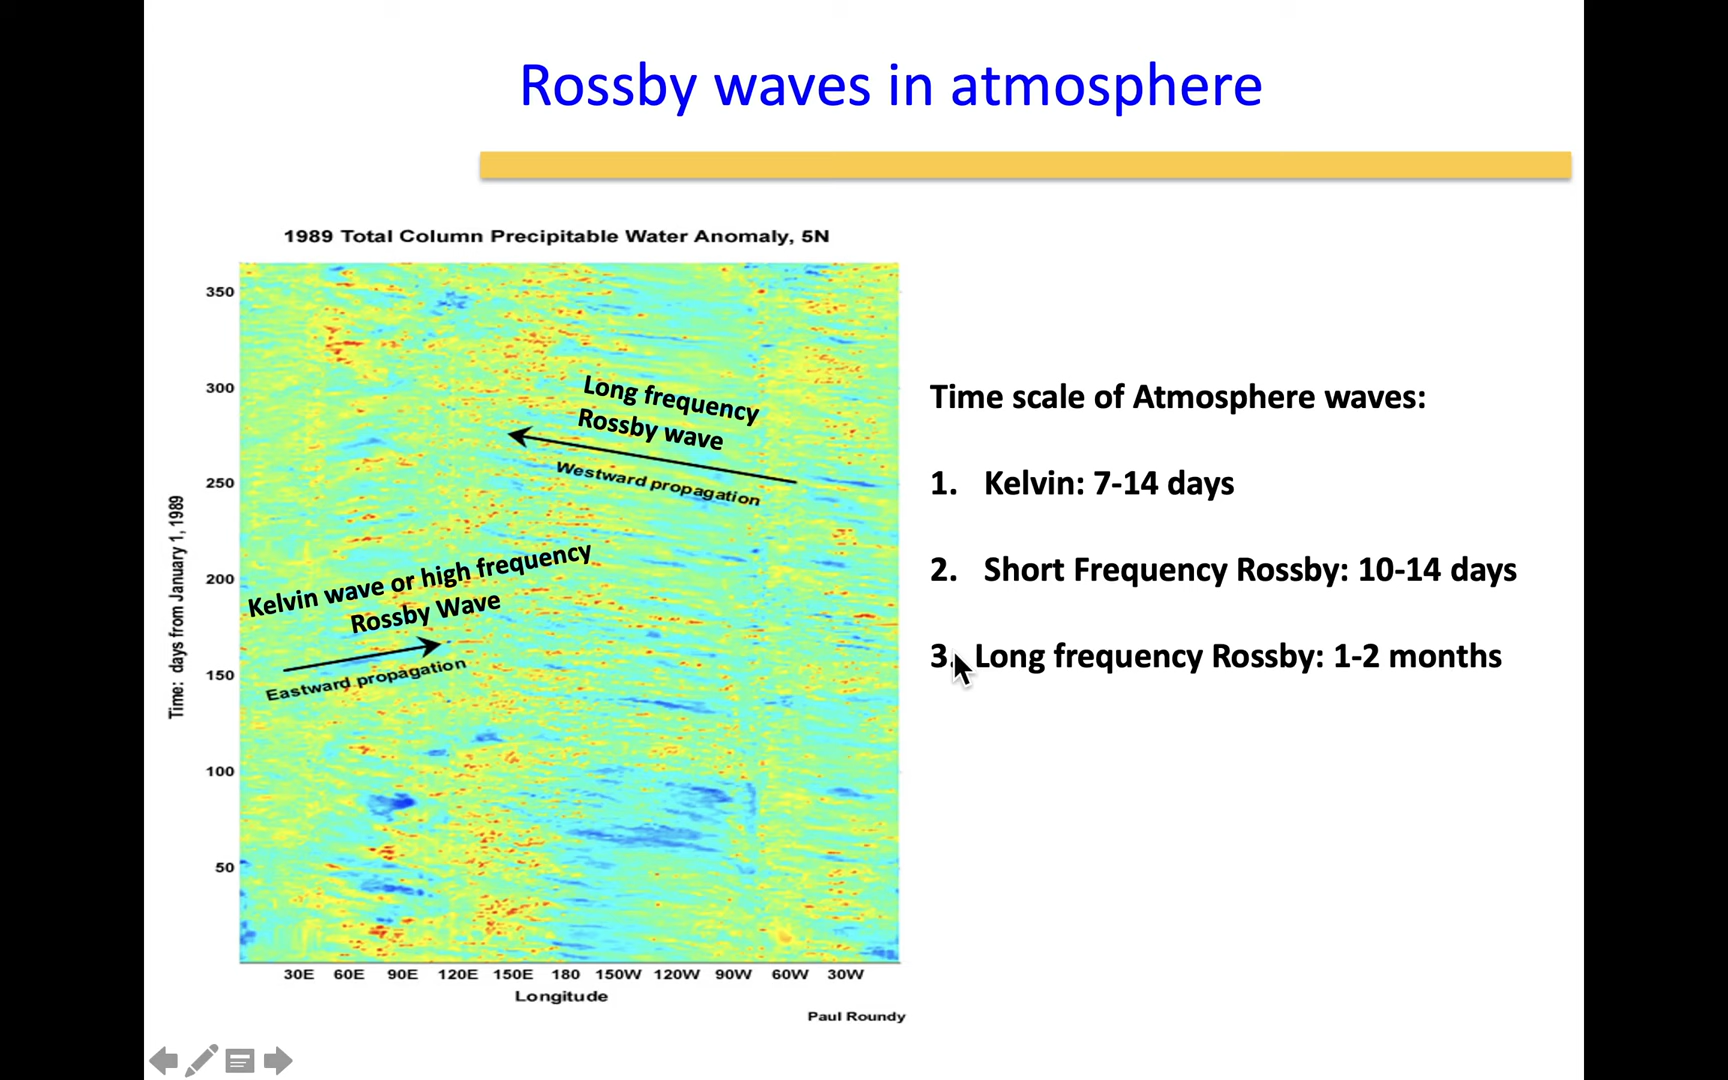 Rossby waves in atmosphere
1989 Total Column Precipitable Water Anomaly, 5N
350
300
250
200
150
100
50
Time: days from January 1, 1989
Long frequency
Rossby wave
Westward propagation
Kelvin wave or high frequency
Rossby Wave
Eastward propagation
30E 60E 90E 120E 150E 180 150W 120W 90W 60W 30W
Longitude
Paul Roundy
Time scale of Atmosphere waves:
1. Kelvin: 7-14 days
2. Short Frequency Rossby: 10-14 days
3. Long frequency Rossby: 1-2 months